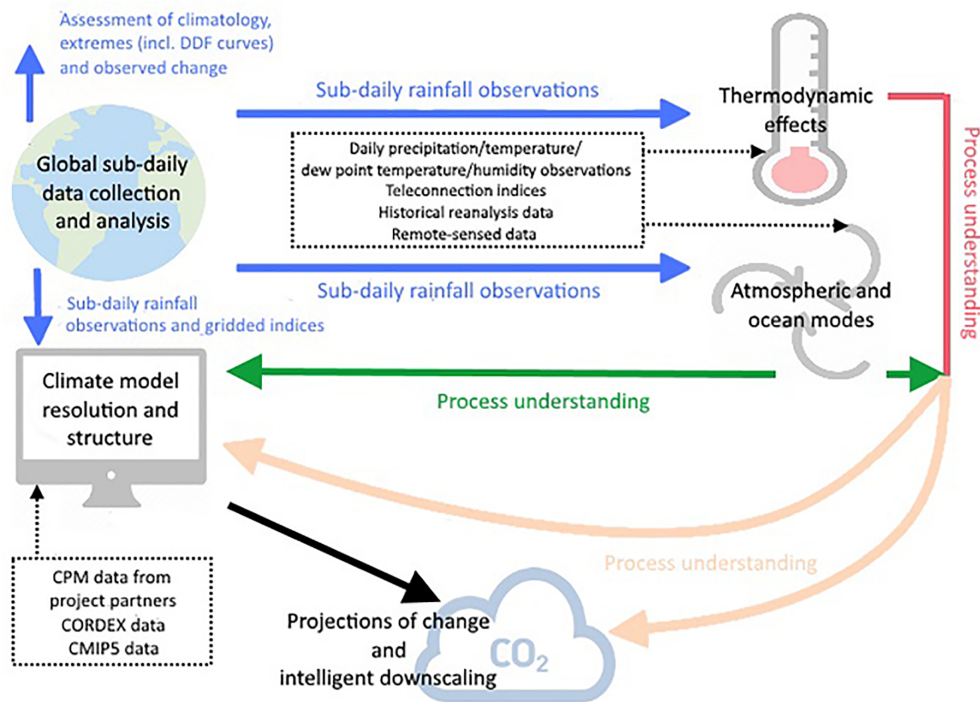 Assessment of climatology,
extremes (incl. DDF curves)
and observed change
Global sub-daily
data collection
and analysis
Sub-daily rainfall observations
Daily precipitation/temperature/
dew point temperature/humidity observations
Teleconnection indices
Historical reanalysis data
Remote-sensed data
Sub-daily rainfall observations
Thermodynamic
effects
Process understanding
Atmospheric and
ocean modes
Sub-daily rainfall
observations and gridded indices
Climate model
resolution and
structure
Process understanding
Process understanding
CPM data from
project partners
CORDEX data
CMIP5 data
Projections of change
and
intelligent downscaling
CO2